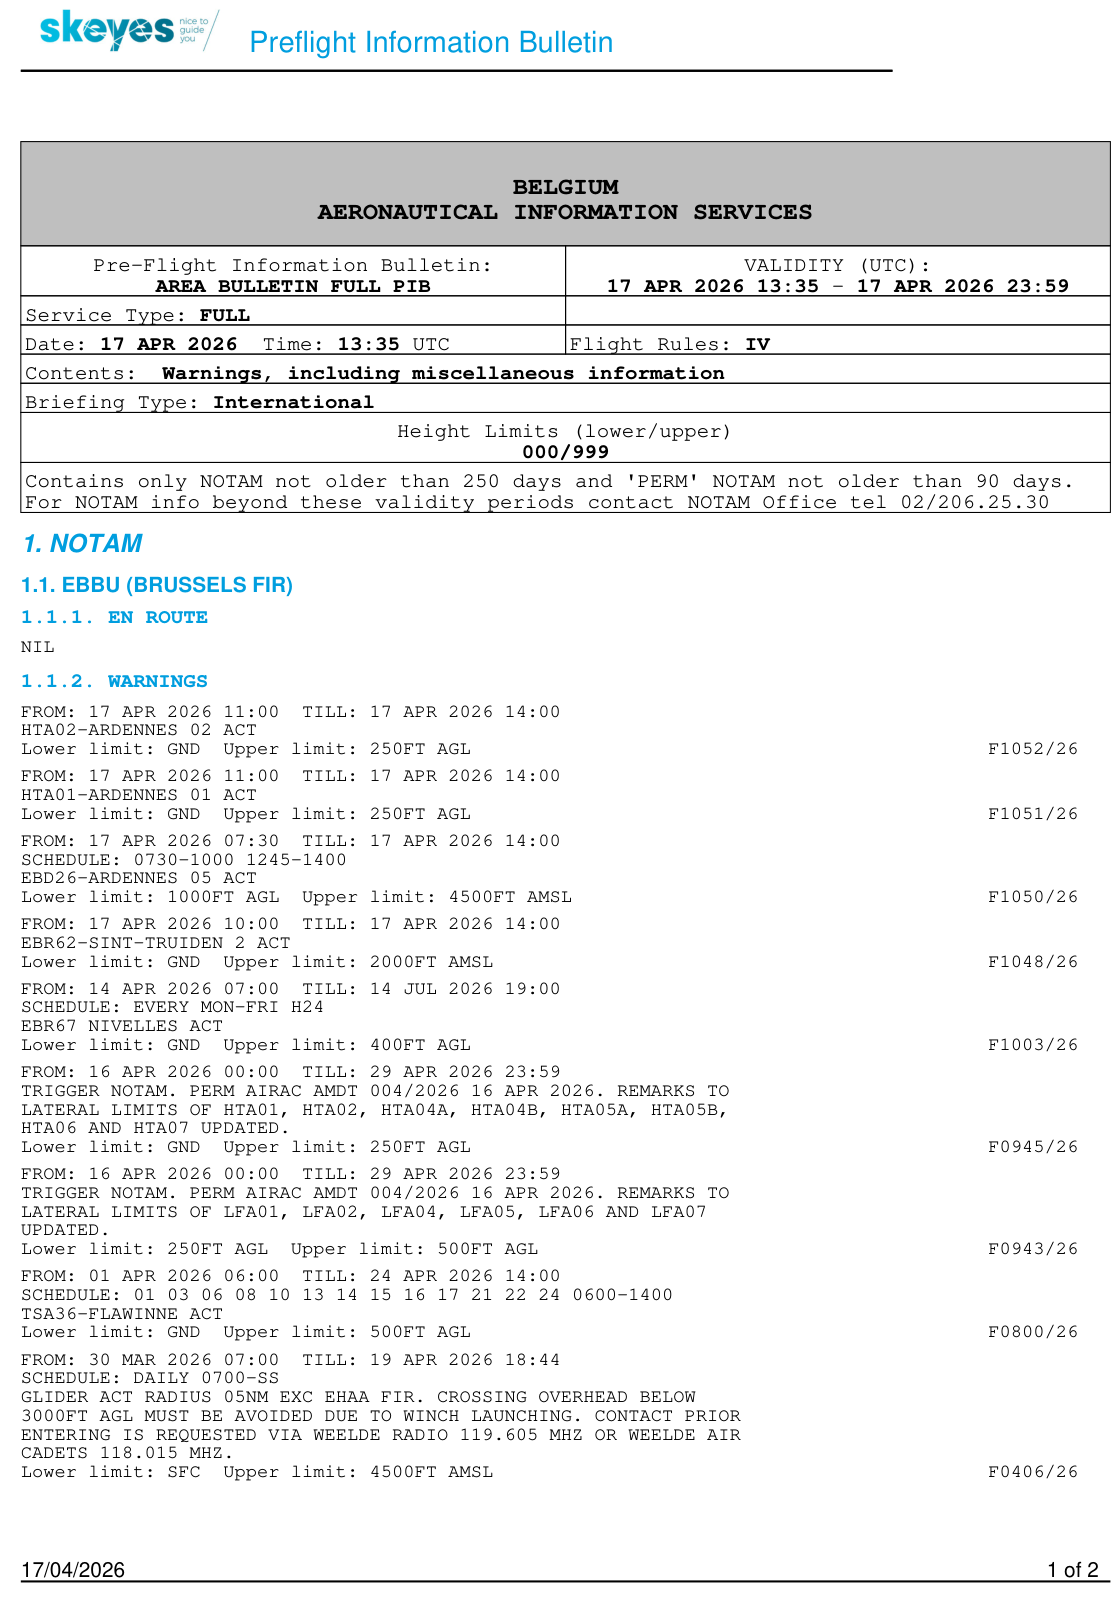 skeyes nice to guide you
Preflight Information Bulletin
BELGIUM
AERONAUTICAL INFORMATION SERVICES
Pre-Flight Information Bulletin:
AREA BULLETIN FULL PIB
VALIDITY (UTC):
17 APR 2026 13:35 - 17 APR 2026 23:59
Service Type: FULL
Date: 17 APR 2026  Time: 13:35 UTC
Flight Rules: IV
Contents:  Warnings, including miscellaneous information
Briefing Type: International
Height Limits (lower/upper)
000/999
Contains only NOTAM not older than 250 days and 'PERM' NOTAM not older than 90 days.
For NOTAM info beyond these validity periods contact NOTAM Office tel 02/206.25.30
1. NOTAM
1.1. EBBU (BRUSSELS FIR)
1.1.1. EN ROUTE
NIL
1.1.2. WARNINGS
FROM: 17 APR 2026 11:00  TILL: 17 APR 2026 14:00
HTA02-ARDENNES 02 ACT
Lower limit: GND  Upper limit: 250FT AGL F1052/26
FROM: 17 APR 2026 11:00  TILL: 17 APR 2026 14:00
HTA01-ARDENNES 01 ACT
Lower limit: GND  Upper limit: 250FT AGL F1051/26
FROM: 17 APR 2026 07:30  TILL: 17 APR 2026 14:00
SCHEDULE: 0730-1000 1245-1400
EBD26-ARDENNES 05 ACT
Lower limit: 1000FT AGL  Upper limit: 4500FT AMSL F1050/26
FROM: 17 APR 2026 10:00  TILL: 17 APR 2026 14:00
EBR62-SINT-TRUIDEN 2 ACT
Lower limit: GND  Upper limit: 2000FT AMSL F1048/26
FROM: 14 APR 2026 07:00  TILL: 14 JUL 2026 19:00
SCHEDULE: EVERY MON-FRI H24
EBR67 NIVELLES ACT
Lower limit: GND  Upper limit: 400FT AGL F1003/26
FROM: 16 APR 2026 00:00  TILL: 29 APR 2026 23:59
TRIGGER NOTAM. PERM AIRAC AMDT 004/2026 16 APR 2026. REMARKS TO
LATERAL LIMITS OF HTA01, HTA02, HTA04A, HTA04B, HTA05A, HTA05B,
HTA06 AND HTA07 UPDATED.
Lower limit: GND  Upper limit: 250FT AGL F0945/26
FROM: 16 APR 2026 00:00  TILL: 29 APR 2026 23:59
TRIGGER NOTAM. PERM AIRAC AMDT 004/2026 16 APR 2026. REMARKS TO
LATERAL LIMITS OF LFA01, LFA02, LFA04, LFA05, LFA06 AND LFA07
UPDATED.
Lower limit: 250FT AGL  Upper limit: 500FT AGL F0943/26
FROM: 01 APR 2026 06:00  TILL: 24 APR 2026 14:00
SCHEDULE: 01 03 06 08 10 13 14 15 16 17 21 22 24 0600-1400
TSA36-FLAWINNE ACT
Lower limit: GND  Upper limit: 500FT AGL F0800/26
FROM: 30 MAR 2026 07:00  TILL: 19 APR 2026 18:44
SCHEDULE: DAILY 0700-SS
GLIDER ACT RADIUS 05NM EXC EHAA FIR. CROSSING OVERHEAD BELOW
3000FT AGL MUST BE AVOIDED DUE TO WINCH LAUNCHING. CONTACT PRIOR
ENTERING IS REQUESTED VIA WEELDE RADIO 119.605 MHZ OR WEELDE AIR
CADETS 118.015 MHZ.
Lower limit: SFC  Upper limit: 4500FT AMSL F0406/26
17/04/2026 1 of 2